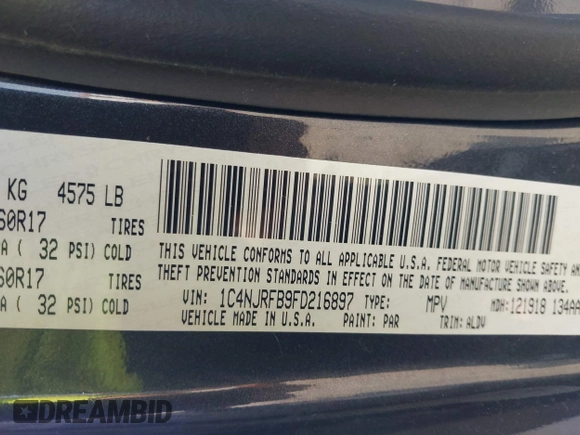 KG 4575 LB
60R17 TIRES
A ( 32 PSI) COLD
60R17 TIRES
A ( 32 PSI) COLD
THIS VEHICLE CONFORMS TO ALL APPLICABLE U.S.A. FEDERAL MOTOR VEHICLE SAFETY AN
THEFT PREVENTION STANDARDS IN EFFECT ON THE DATE OF MANUFACTURE SHOWN ABOVE
VIN: 1C4NJRFB9FD216897 TYPE: MPV MDH:121918 134AA
VEHICLE MADE IN U.S.A. PAINT: PAR TRIM: ALDV
DREAMBID